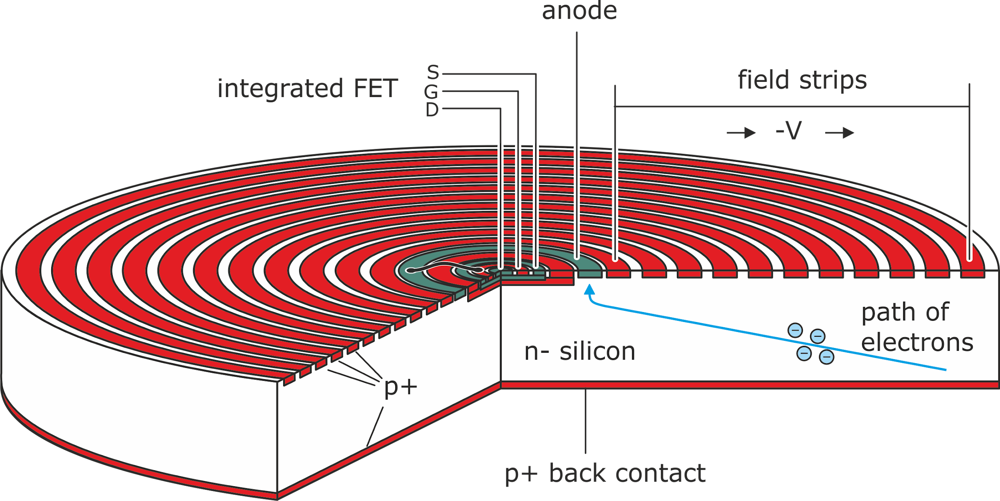 anode
integrated FET
S
G
D
field strips
-V
path of
electrons
n- silicon
p+
p+ back contact